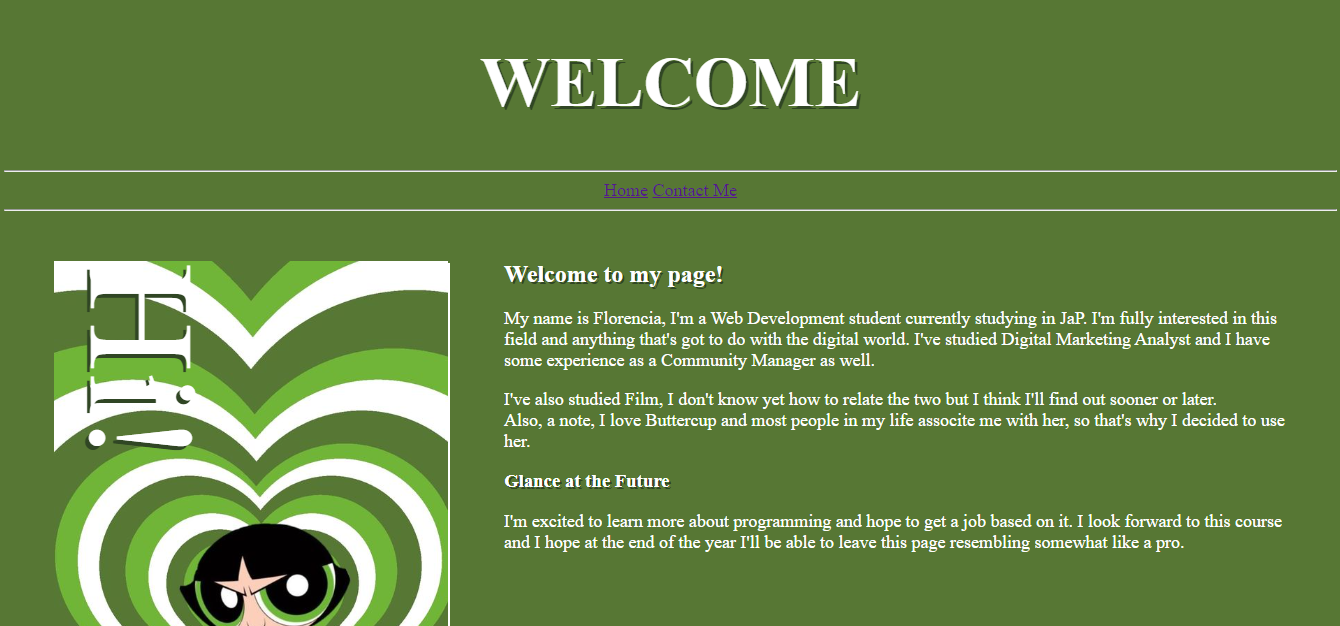 WELCOME
Home Contact Me
Hi!
Welcome to my page!
My name is Florencia, I'm a Web Development student currently studying in JaP. I'm fully interested in this
field and anything that's got to do with the digital world. I've studied Digital Marketing Analyst and I have
some experience as a Community Manager as well.
I've also studied Film, I don't know yet how to relate the two but I think I'll find out sooner or later.
Also, a note, I love Buttercup and most people in my life associte me with her, so that's why I decided to use
her.
Glance at the Future
I'm excited to learn more about programming and hope to get a job based on it. I look forward to this course
and I hope at the end of the year I'll be able to leave this page resembling somewhat like a pro.